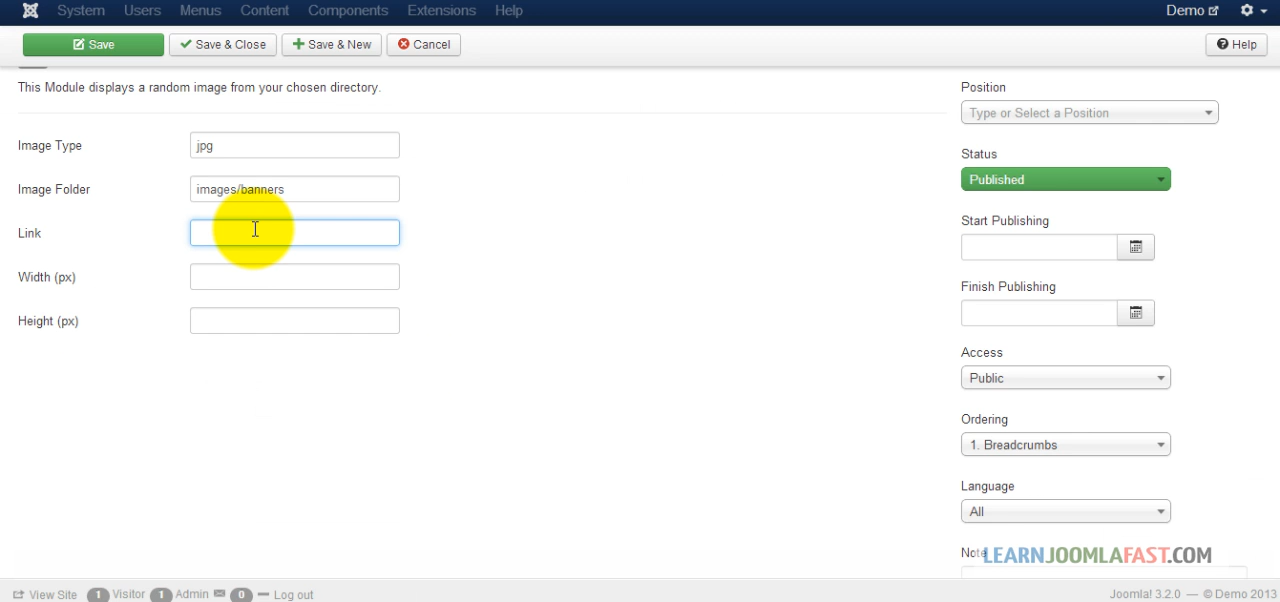 System Users Menus Content Components Extensions Help Demo
Save Save & Close Save & New Cancel Help
This Module displays a random image from your chosen directory.
Image Type jpg
Image Folder images/banners
Link
Width (px)
Height (px)
Position
Type or Select a Position
Status
Published
Start Publishing
Finish Publishing
Access
Public
Ordering
1. Breadcrumbs
Language
All
Note
LEARNJOOMLAFAST.COM
View Site 1 Visitor 1 Admin 0 Log out Joomla! 3.2.0 — © Demo 2013